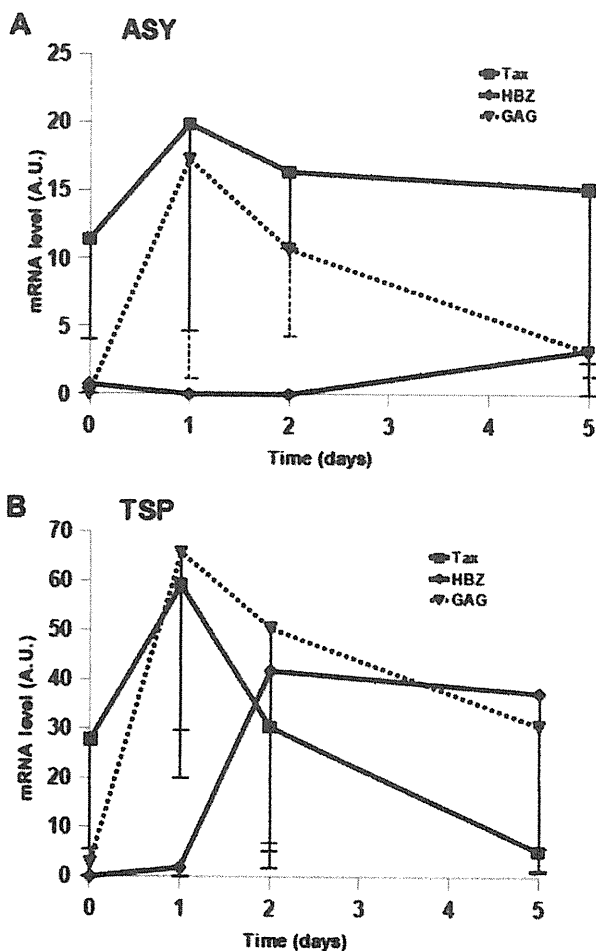 A ASY
25
20
15
10
5
0
mRNA level (A.U.)
Tax
HBZ
GAG
0 1 2 3 4 5
Time (days)
B TSP
70
60
50
40
30
20
10
0
mRNA level (A.U.)
Tax
HBZ
GAG
0 1 2 3 4 5
Time (days)